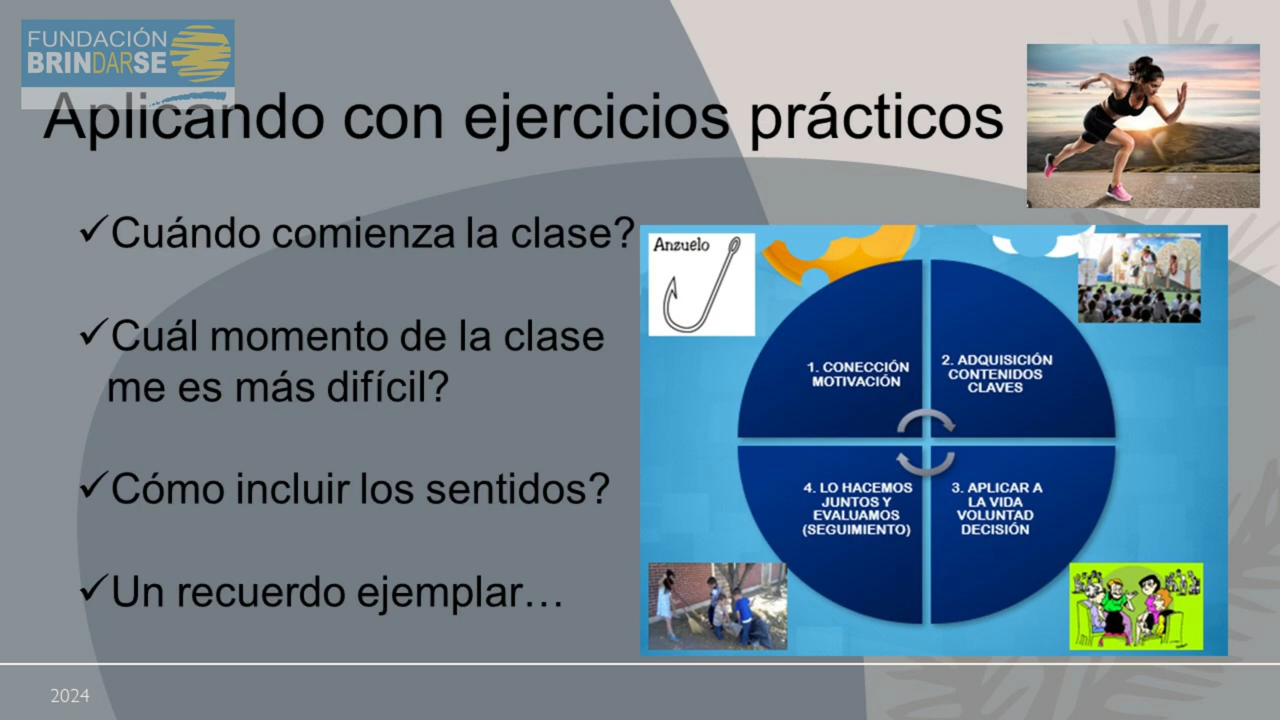 FUNDACIÓN
BRINDARSE
Aplicando con ejercicios prácticos
✓Cuándo comienza la clase?
✓Cuál momento de la clase
me es más difícil?
✓Cómo incluir los sentidos?
✓Un recuerdo ejemplar…
Anzuelo
1. CONECCIÓN
MOTIVACIÓN
2. ADQUISICIÓN
CONTENIDOS
CLAVES
4. LO HACEMOS
JUNTOS Y
EVALUAMOS
(SEGUIMIENTO)
3. APLICAR A
LA VIDA
VOLUNTAD
DECISIÓN
2024